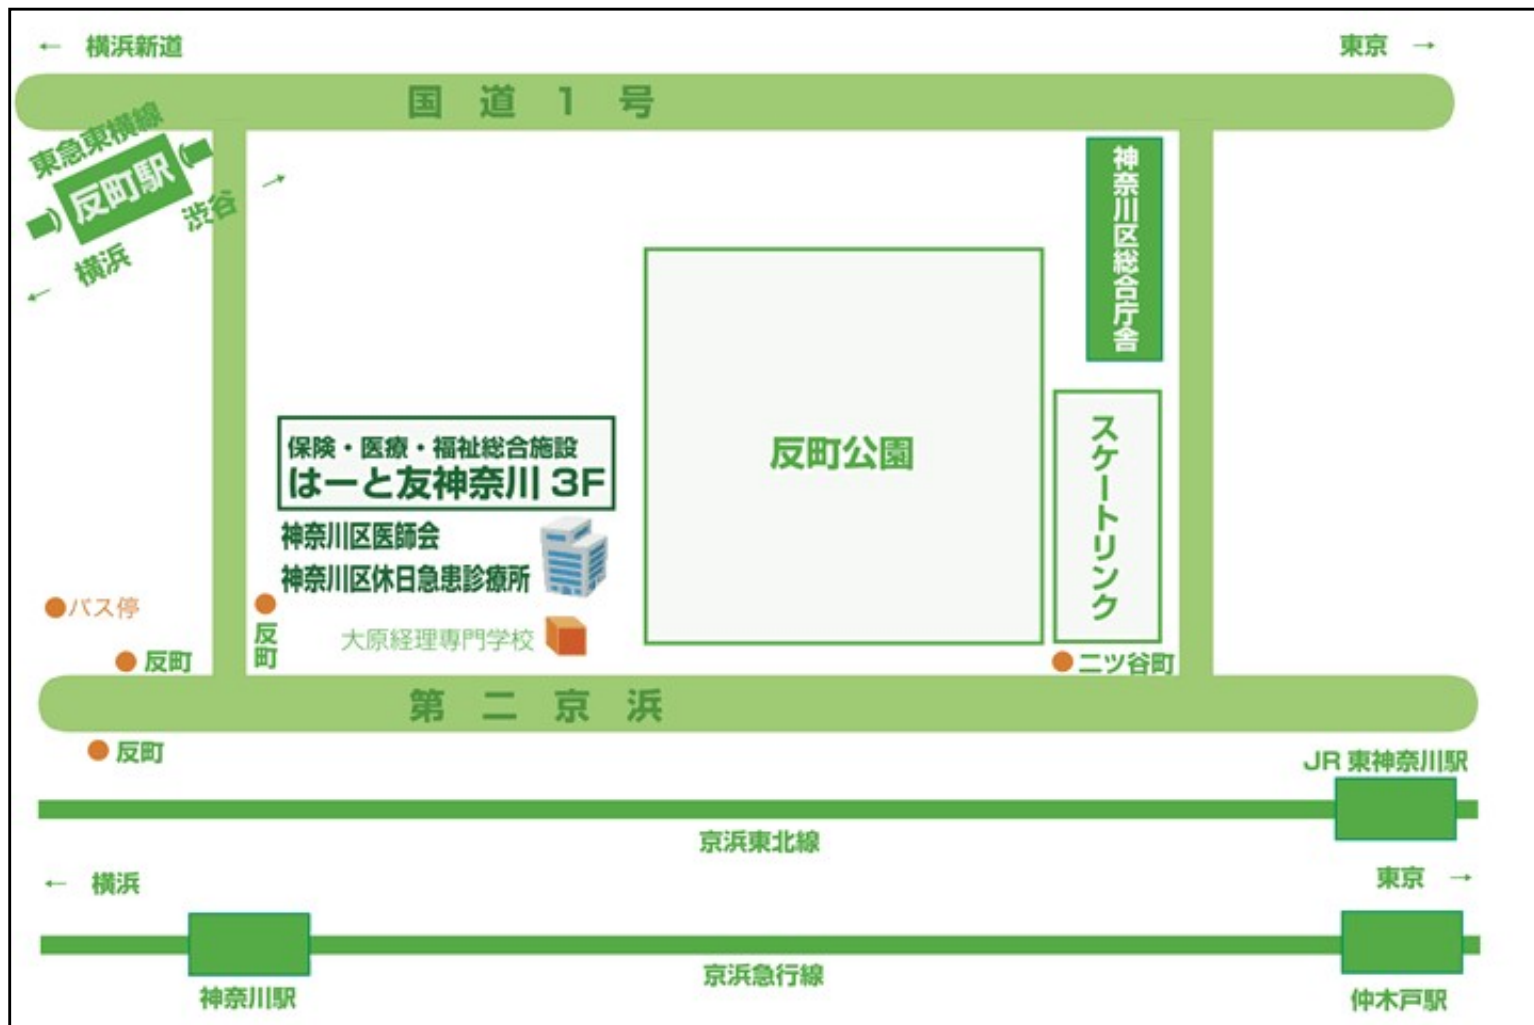 ← 横浜新道
東京 →
国道1号
東急東横線
反町駅
渋谷 →
← 横浜
神奈川区総合庁舎
反町公園
スケートリンク
保険・医療・福祉総合施設
はーと友神奈川 3F
神奈川区医師会
神奈川区休日急患診療所
大原経理専門学校
バス停
反町
反町
二ツ谷町
第二京浜
反町
JR 東神奈川駅
京浜東北線
← 横浜
東京 →
京浜急行線
神奈川駅
仲木戸駅